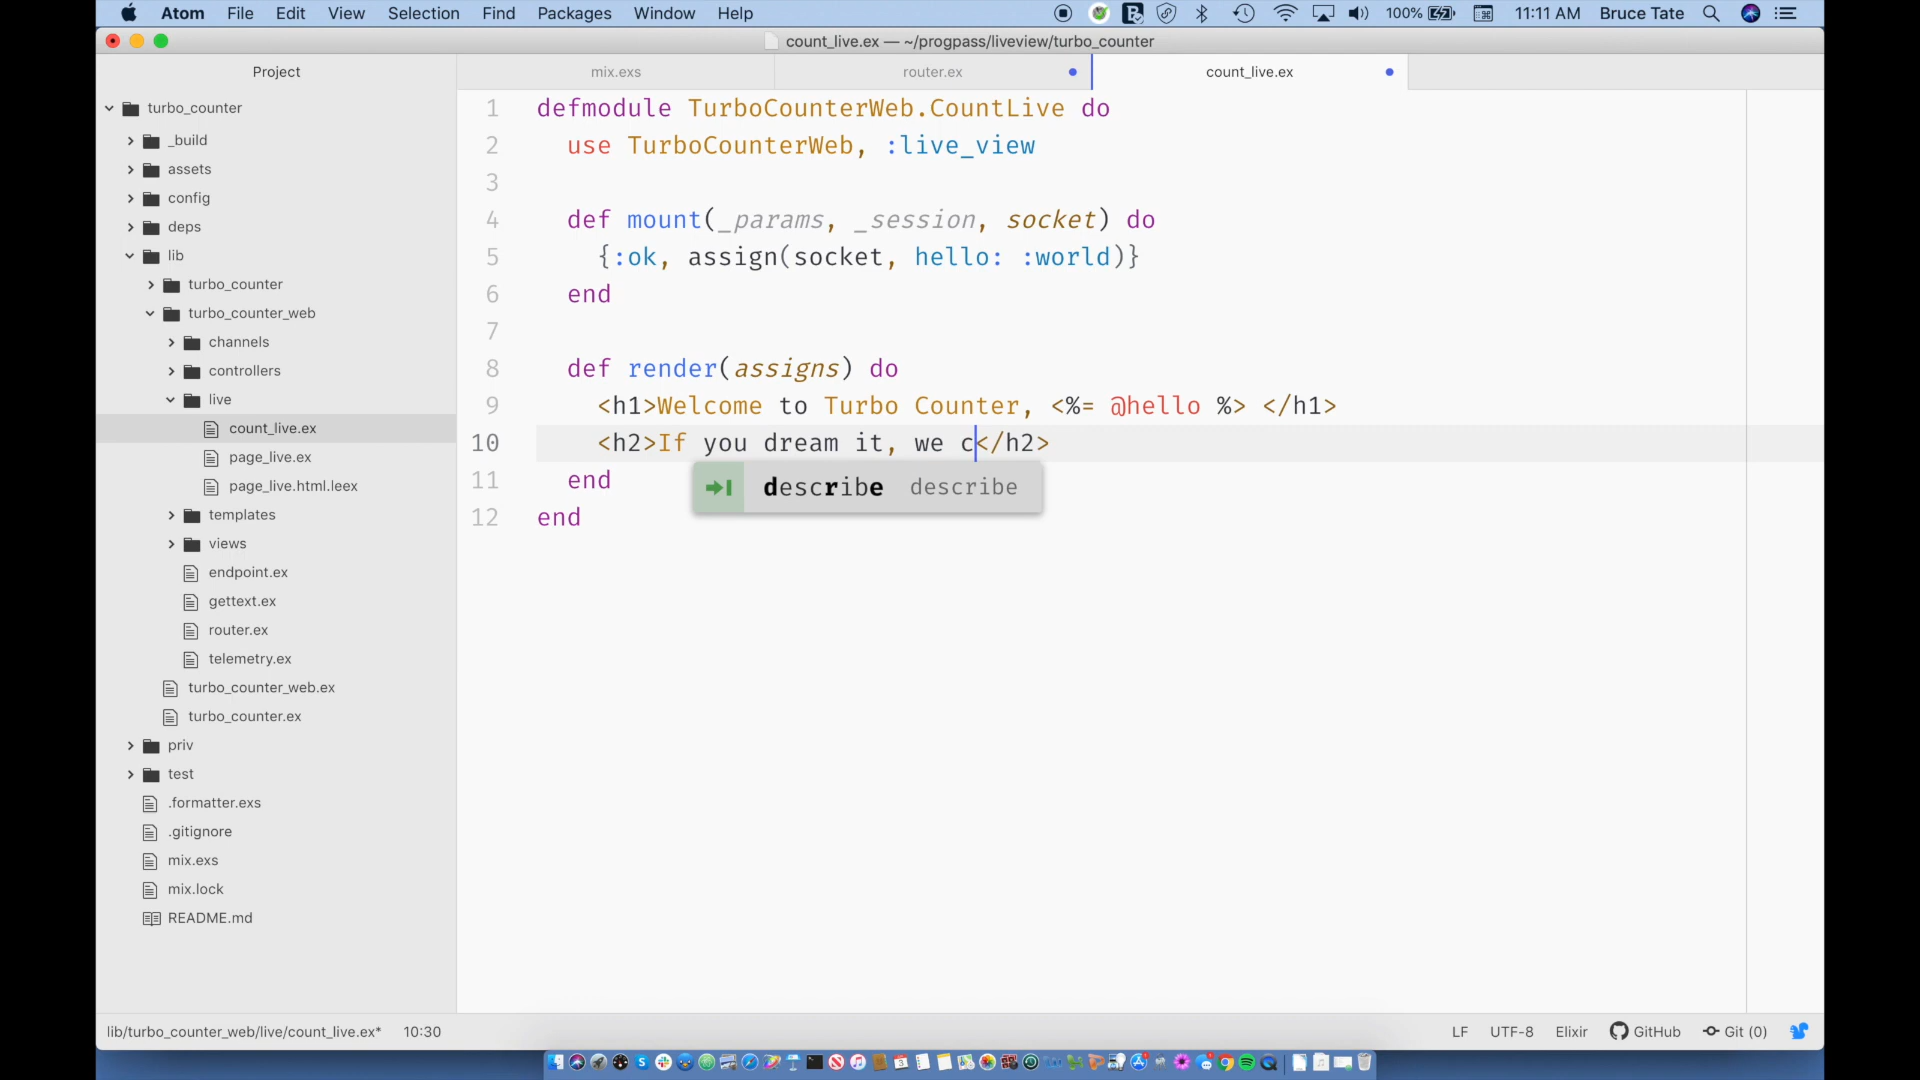 Atom File Edit View Selection Find Packages Window Help 100% 11:11 AM Bruce Tate
count_live.ex — ~/progpass/liveview/turbo_counter
Project
mix.exs
router.ex
count_live.ex
turbo_counter
_build
assets
config
deps
lib
turbo_counter
turbo_counter_web
channels
controllers
live
count_live.ex
page_live.ex
page_live.html.leex
templates
views
endpoint.ex
gettext.ex
router.ex
telemetry.ex
turbo_counter_web.ex
turbo_counter.ex
priv
test
.formatter.exs
.gitignore
mix.exs
mix.lock
README.md
1 defmodule TurboCounterWeb.CountLive do
2 use TurboCounterWeb, :live_view
3
4 def mount(_params, _session, socket) do
5 {:ok, assign(socket, hello: :world)}
6 end
7
8 def render(assigns) do
9 <h1>Welcome to Turbo Counter, <%= @hello %> </h1>
10 <h2>If you dream it, we c</h2>
11 end
describe describe
12 end
lib/turbo_counter_web/live/count_live.ex* 10:30 LF UTF-8 Elixir GitHub Git (0)